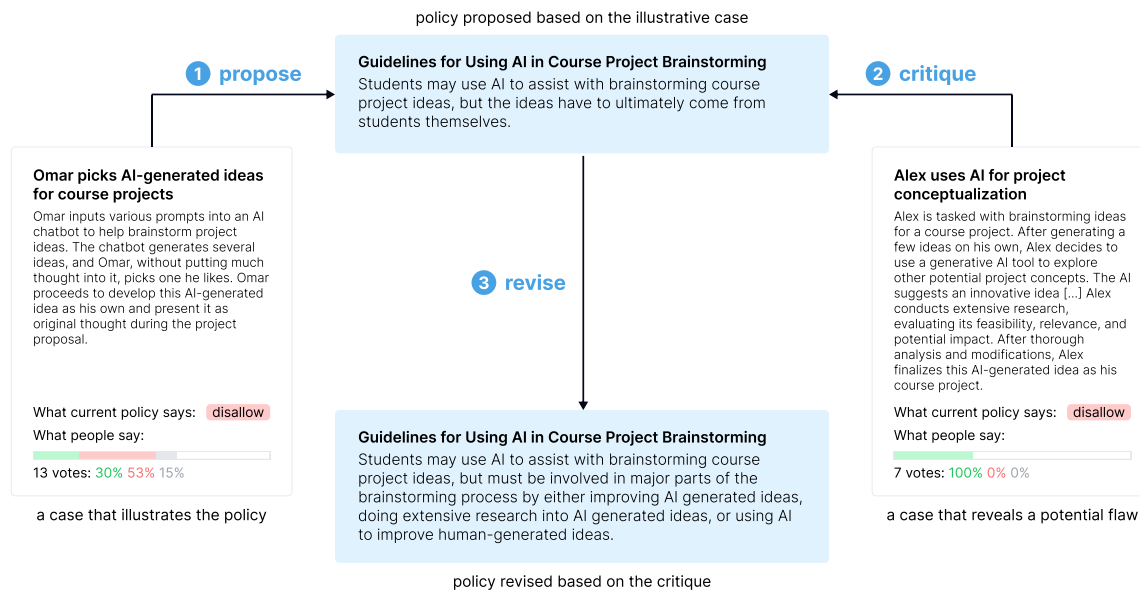 policy proposed based on the illustrative case
1 propose
Guidelines for Using AI in Course Project Brainstorming
Students may use AI to assist with brainstorming course
project ideas, but the ideas have to ultimately come from
students themselves.
2 critique
Omar picks AI-generated ideas
for course projects
Omar inputs various prompts into an AI
chatbot to help brainstorm project
ideas. The chatbot generates several
ideas, and Omar, without putting much
thought into it, picks one he likes. Omar
proceeds to develop this AI-generated
idea as his own and present it as
original thought during the project
proposal.
What current policy says: disallow
What people say:
13 votes: 30% 53% 15%
a case that illustrates the policy
3 revise
Alex uses AI for project
conceptualization
Alex is tasked with brainstorming ideas
for a course project. After generating a
few ideas on his own, Alex decides to
use a generative AI tool to explore
other potential project concepts. The AI
suggests an innovative idea [...] Alex
conducts extensive research,
evaluating its feasibility, relevance, and
potential impact. After thorough
analysis and modifications, Alex
finalizes this AI-generated idea as his
course project.
What current policy says: disallow
What people say:
7 votes: 100% 0% 0%
a case that reveals a potential flaw
Guidelines for Using AI in Course Project Brainstorming
Students may use AI to assist with brainstorming course
project ideas, but must be involved in major parts of the
brainstorming process by either improving AI generated ideas,
doing extensive research into AI generated ideas, or using AI
to improve human-generated ideas.
policy revised based on the critique